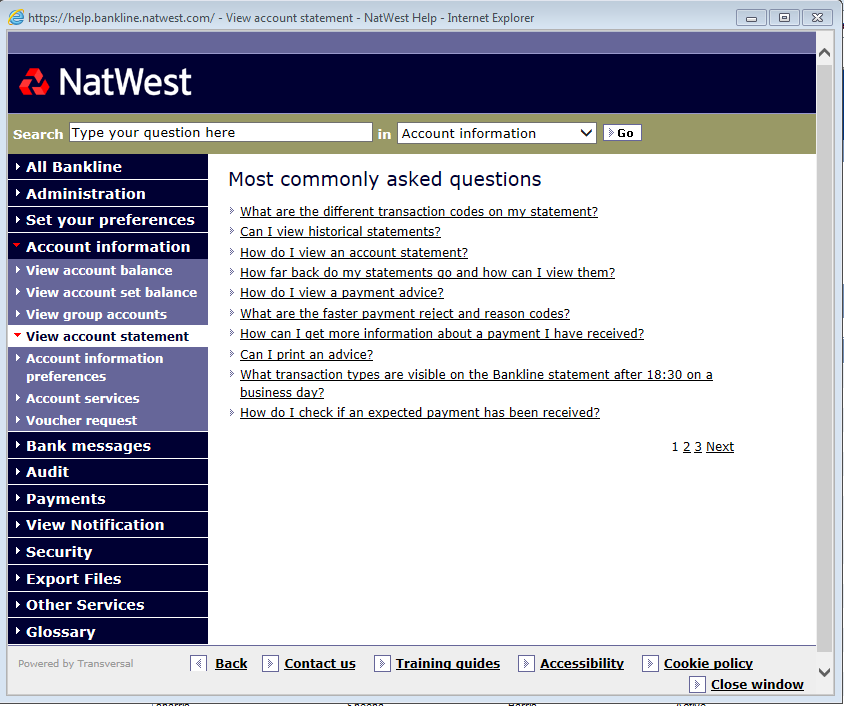 https://help.bankline.natwest.com/ - View account statement - NatWest Help - Internet Explorer
NatWest
Search Type your question here in Account information Go
All Bankline
Administration
Set your preferences
Account information
View account balance
View account set balance
View group accounts
View account statement
Account information
preferences
Account services
Voucher request
Bank messages
Audit
Payments
View Notification
Security
Export Files
Other Services
Glossary
Most commonly asked questions
What are the different transaction codes on my statement?
Can I view historical statements?
How do I view an account statement?
How far back do my statements go and how can I view them?
How do I view a payment advice?
What are the faster payment reject and reason codes?
How can I get more information about a payment I have received?
Can I print an advice?
What transaction types are visible on the Bankline statement after 18:30 on a
business day?
How do I check if an expected payment has been received?
1 2 3 Next
Powered by Transversal
Back Contact us Training guides Accessibility Cookie policy
Close window